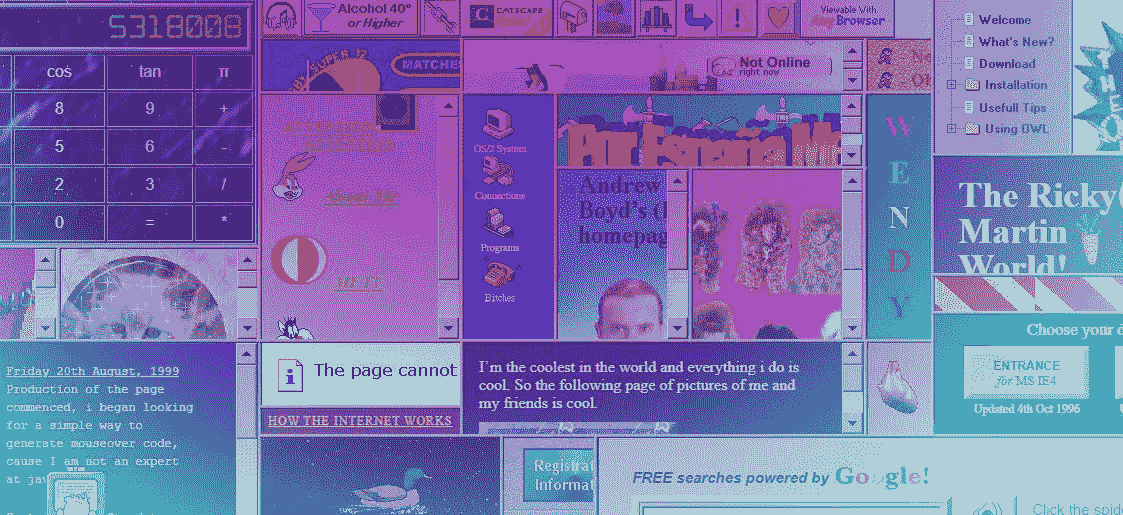 5318008
cos tan π
8 9 +
5 6 -
2 3 /
0 = *
Alcohol 40°
or Higher
CATSCAPE
Viewable With
Any Browser
SUPER 12
MATCHE
Not Online
right now
Welcome
What's New?
Download
Installation
Usefull Tips
Using OWL
THE
OS/2 System
Connections
Programs
Bitches
Andrew
Boyd's (
homepag
W
E
N
D
Y
The Ricky
Martin
World!
Choose your d
ENTRANCE
for MS IE4
Updated 4th Oct 1996
Friday 20th August, 1999
Production of the page
commenced, i began looking
for a simple way to
generate mouseover code,
cause I am not an expert
at jav
The page cannot
HOW THE INTERNET WORKS
I'm the coolest in the world and everything i do is
cool. So the following page of pictures of me and
my friends is cool.
Registrat
Informat
FREE searches powered by Google!
Click the spid